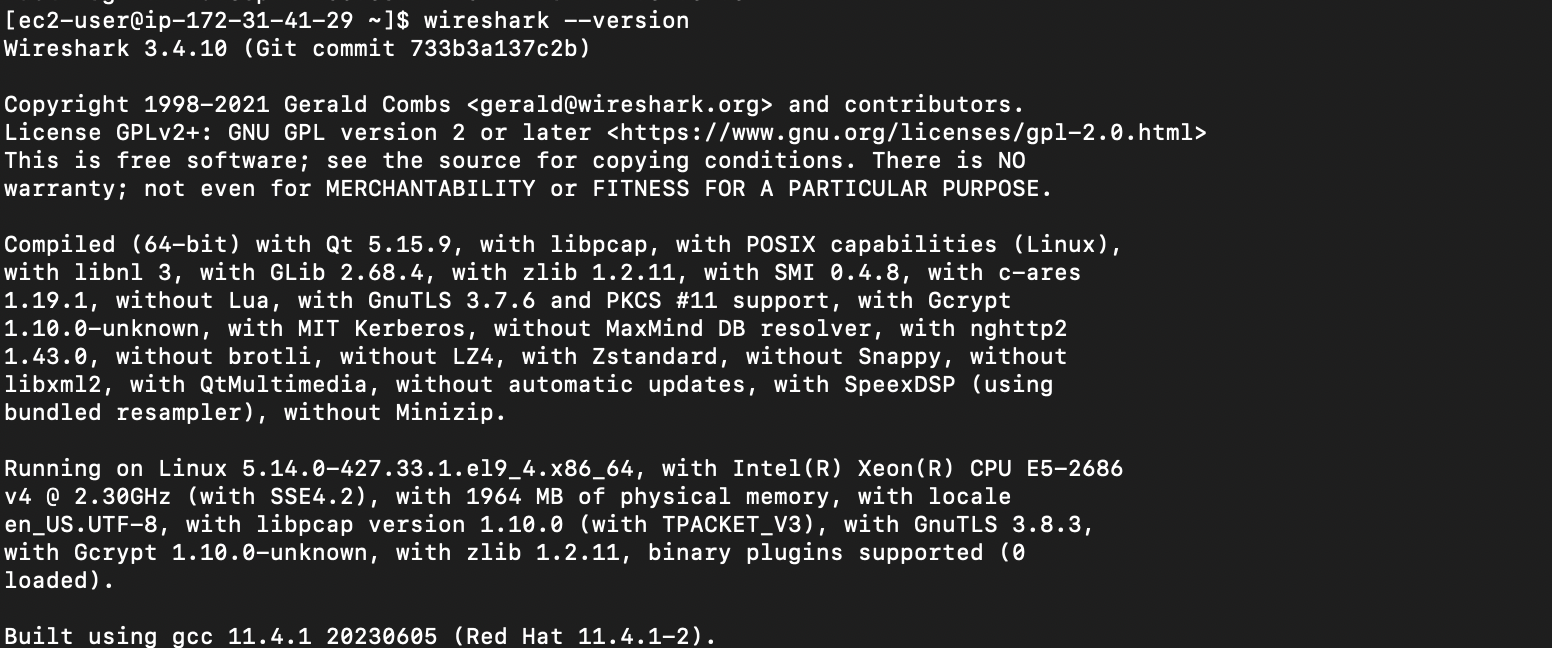 [ec2-user@ip-172-31-41-29 ~]$ wireshark --version
Wireshark 3.4.10 (Git commit 733b3a137c2b)
Copyright 1998-2021 Gerald Combs <gerald@wireshark.org> and contributors.
License GPLv2+: GNU GPL version 2 or later <https://www.gnu.org/licenses/gpl-2.0.html>
This is free software; see the source for copying conditions. There is NO
warranty; not even for MERCHANTABILITY or FITNESS FOR A PARTICULAR PURPOSE.
Compiled (64-bit) with Qt 5.15.9, with libpcap, with POSIX capabilities (Linux),
with libnl 3, with GLib 2.68.4, with zlib 1.2.11, with SMI 0.4.8, with c-ares
1.19.1, without Lua, with GnuTLS 3.7.6 and PKCS #11 support, with Gcrypt
1.10.0-unknown, with MIT Kerberos, without MaxMind DB resolver, with nghttp2
1.43.0, without brotli, without LZ4, with Zstandard, without Snappy, without
libxml2, with QtMultimedia, without automatic updates, with SpeexDSP (using
bundled resampler), without Minizip.
Running on Linux 5.14.0-427.33.1.el9_4.x86_64, with Intel(R) Xeon(R) CPU E5-2686
v4 @ 2.30GHz (with SSE4.2), with 1964 MB of physical memory, with locale
en_US.UTF-8, with libpcap version 1.10.0 (with TPACKET_V3), with GnuTLS 3.8.3,
with Gcrypt 1.10.0-unknown, with zlib 1.2.11, binary plugins supported (0
loaded).
Built using gcc 11.4.1 20230605 (Red Hat 11.4.1-2).